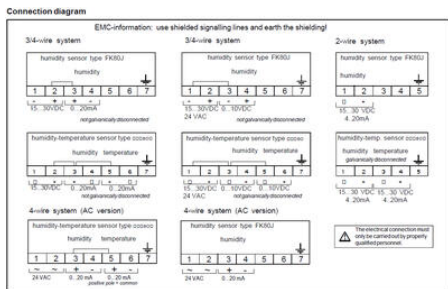 Connection diagram
EMC-information: use shielded signalling lines and earth the shielding!
3/4-wire system
3/4-wire system
2-wire system
humidity sensor type FK80J
humidity
1 2 3 4 5 6 7
- + + -
15...30VDC 0...20mA
not galvanically disconnected
humidity sensor type FK80J
humidity
1 2 3 4 5 6 7
- + + -
15...30VDC 0...10VDC
24 VAC
not galvanically disconnected
humidity sensor type FK80J
humidity
1 2 3 4 5
15...30 VDC
4..20mA
humidity-temperature sensor type
humidity temperature
1 2 3 4 5 6 7
15...30VDC 0...20mA 0...20mA
not galvanically disconnected
humidity-temperature sensor type
humidity temperature
1 2 3 4 5 6 7
15...30VDC 0...10VDC 0...10VDC
24 VAC
not galvanically disconnected
humidity-temp. sensor
humidity temperature
galvanically disconnected
1 2 3 4 5
15...30 VDC 15...30 VDC
4..20mA 4..20mA
4-wire system (AC version)
4-wire system (AC version)
humidity-temperature sensor type
humidity temperature
1 2 3 4 5 6 7
~ ~ + - + -
24 VAC 0...20 mA 0...20 mA
positive pole = common
humidity sensor type FK80J
humidity
1 2 3 4 5 6 7
~ ~ + -
24 VAC 0...20 mA
The electrical connection must
only be carried out by properly
qualified personnel.